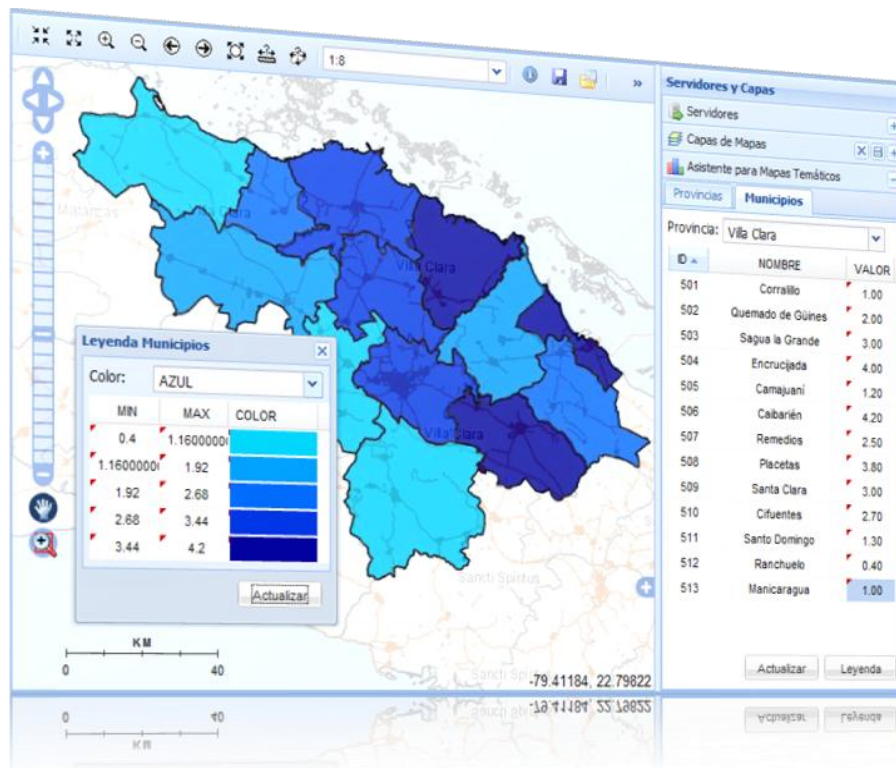 1:8
»
Matanzas
Villa Clara
Villa Clara
Villa Clara
Sancti Spíritus
Leyenda Municipios
Color: AZUL
MIN MAX COLOR
0.4 1.1600000
1.1600000 1.92
1.92 2.68
2.68 3.44
3.44 4.2
Actualizar
KM
0 40
-79.41184, 22.79822
Servidores y Capas
Servidores
Capas de Mapas
Asistente para Mapas Temáticos
Provincias Municipios
Provincia: Villa Clara
ID NOMBRE VALOR
501 Corralillo 1.00
502 Quemado de Güines 2.00
503 Sagua la Grande 3.00
504 Encrucijada 4.00
505 Camajuaní 1.20
506 Caibarién 4.20
507 Remedios 2.50
508 Placetas 3.80
509 Santa Clara 3.00
510 Cifuentes 2.70
511 Santo Domingo 1.30
512 Ranchuelo 0.40
513 Manicaragua 1.00
Actualizar Leyenda